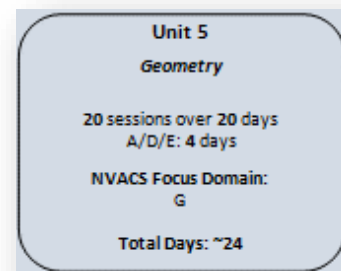 Unit 5
Geometry
20 sessions over 20 days
A/D/E: 4 days
NVACS Focus Domain:
G
Total Days: ~24